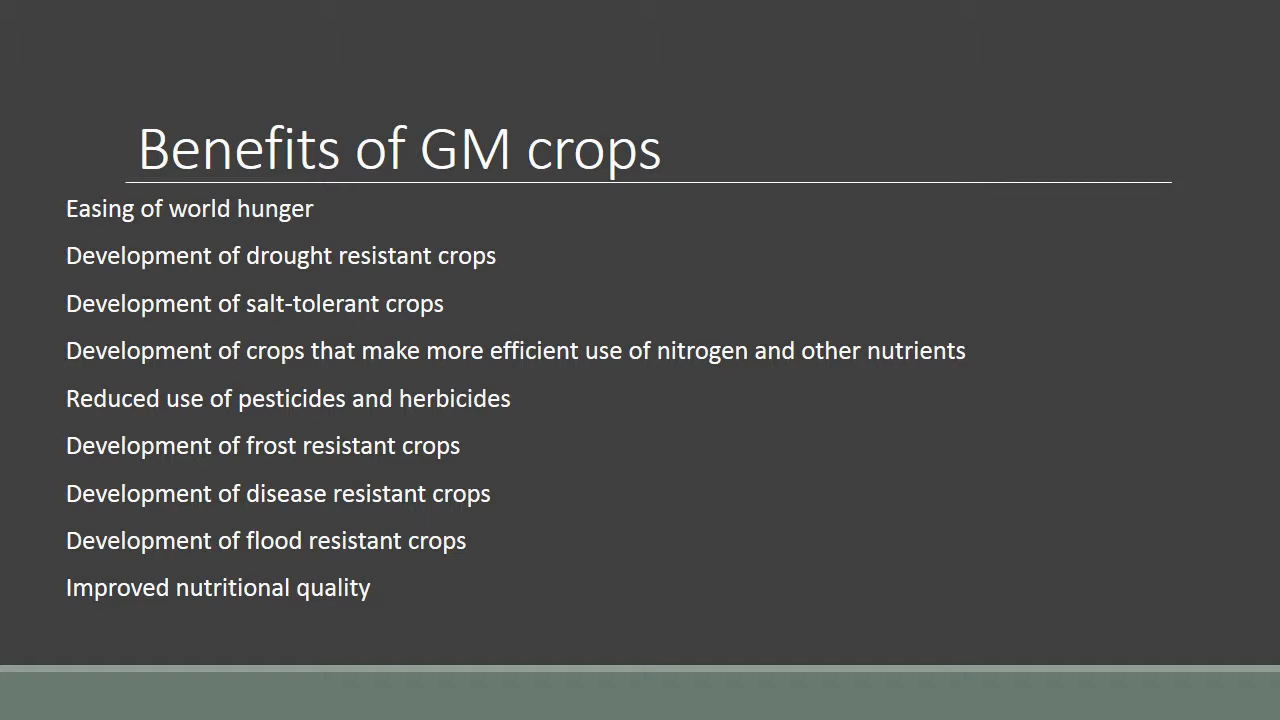 Benefits of GM crops
Easing of world hunger
Development of drought resistant crops
Development of salt-tolerant crops
Development of crops that make more efficient use of nitrogen and other nutrients
Reduced use of pesticides and herbicides
Development of frost resistant crops
Development of disease resistant crops
Development of flood resistant crops
Improved nutritional quality